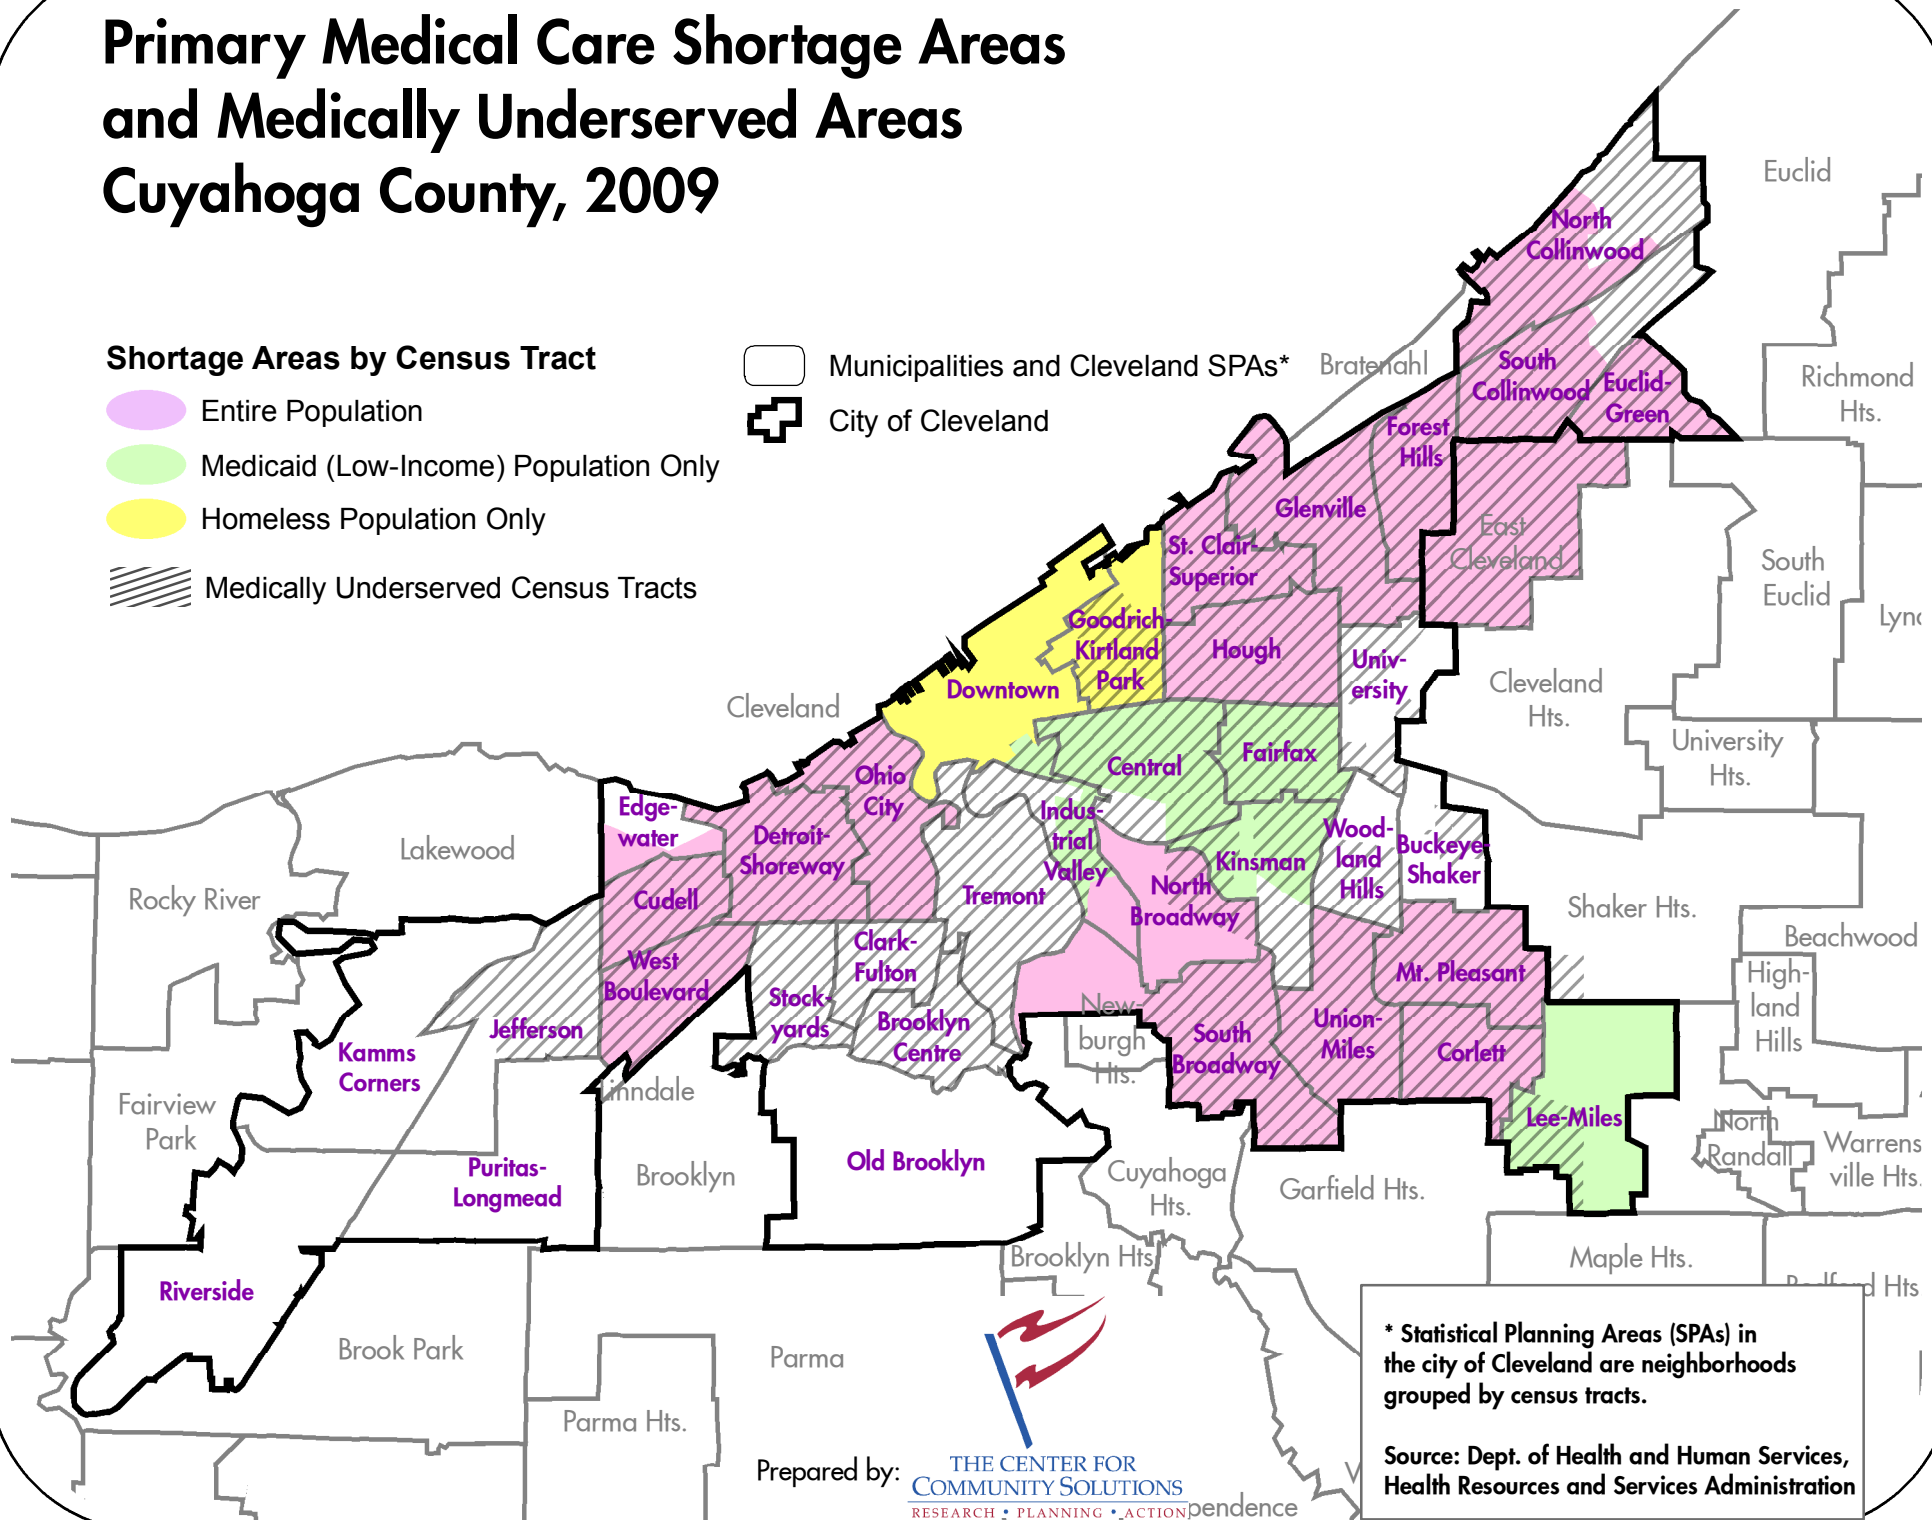 Primary Medical Care Shortage Areas
and Medically Underserved Areas
Cuyahoga County, 2009
Shortage Areas by Census Tract
Entire Population
Medicaid (Low-Income) Population Only
Homeless Population Only
Medically Underserved Census Tracts
Municipalities and Cleveland SPAs*
City of Cleveland
Euclid
North
Collinwood
Bratenahl
South
Collinwood
Euclid-
Green
Richmond
Hts.
Forest
Hills
Glenville
East
Cleveland
St. Clair-
Superior
South
Euclid
Goodrich-
Kirtland
Park
Hough
Univ-
ersity
Downtown
Cleveland
Cleveland
Hts.
University
Hts.
Central
Fairfax
Ohio
City
Edge-
water
Detroit-
Shoreway
Indus-
trial
Valley
Kinsman
Wood-
land
Hills
Buckeye-
Shaker
Lakewood
Rocky River
Cudell
Tremont
North
Broadway
Shaker Hts.
Beachwood
West
Boulevard
Clark-
Fulton
Stock-
yards
Brooklyn
Centre
Jefferson
Kamms
Corners
New-
burgh
Hts.
South
Broadway
Union-
Miles
Mt. Pleasant
Corlett
High-
land
Hills
Lee-Miles
Linndale
Fairview
Park
Puritas-
Longmead
Brooklyn
Old Brooklyn
Cuyahoga
Hts.
Garfield Hts.
North
Randall
Warrens
ville Hts.
Brooklyn Hts.
Maple Hts.
Bedford Hts
Riverside
Brook Park
Parma
Parma Hts.
pendence
* Statistical Planning Areas (SPAs) in
the city of Cleveland are neighborhoods
grouped by census tracts.
Source: Dept. of Health and Human Services,
Health Resources and Services Administration
Prepared by:
THE CENTER FOR
COMMUNITY SOLUTIONS
RESEARCH • PLANNING • ACTION